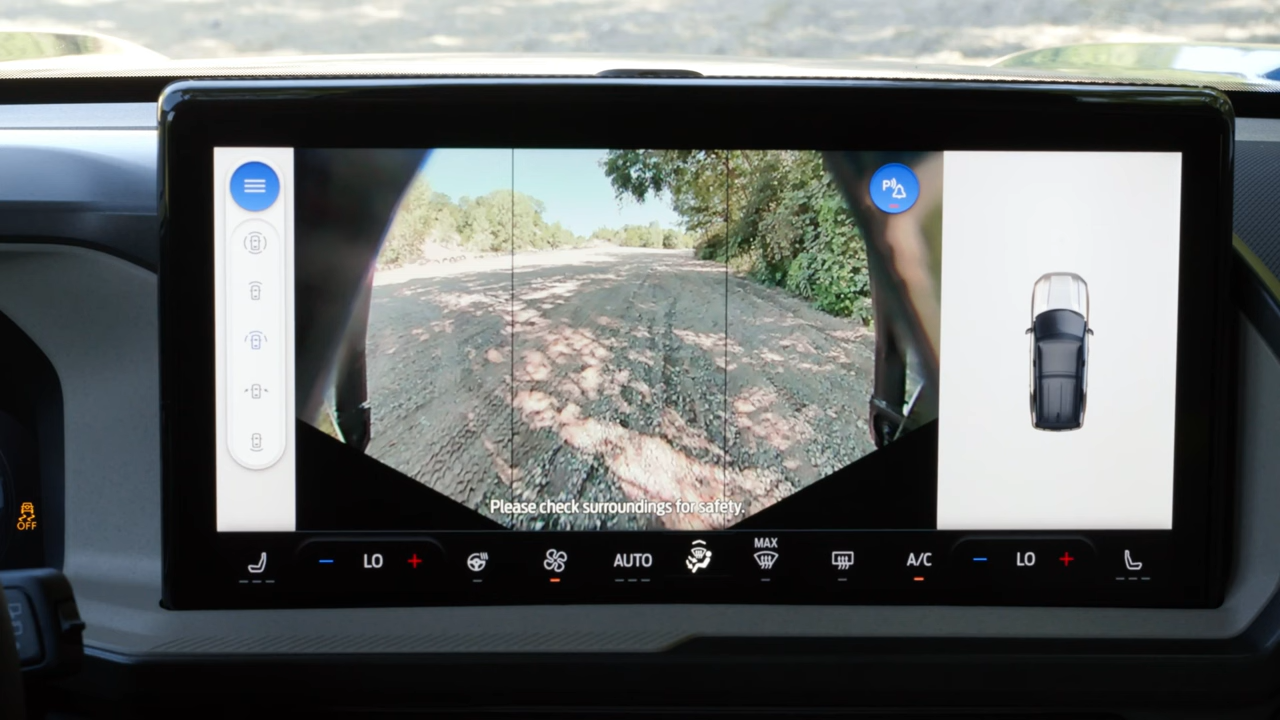 P
Please check surroundings for safety.
OFF
LO
AUTO
MAX
A/C
LO